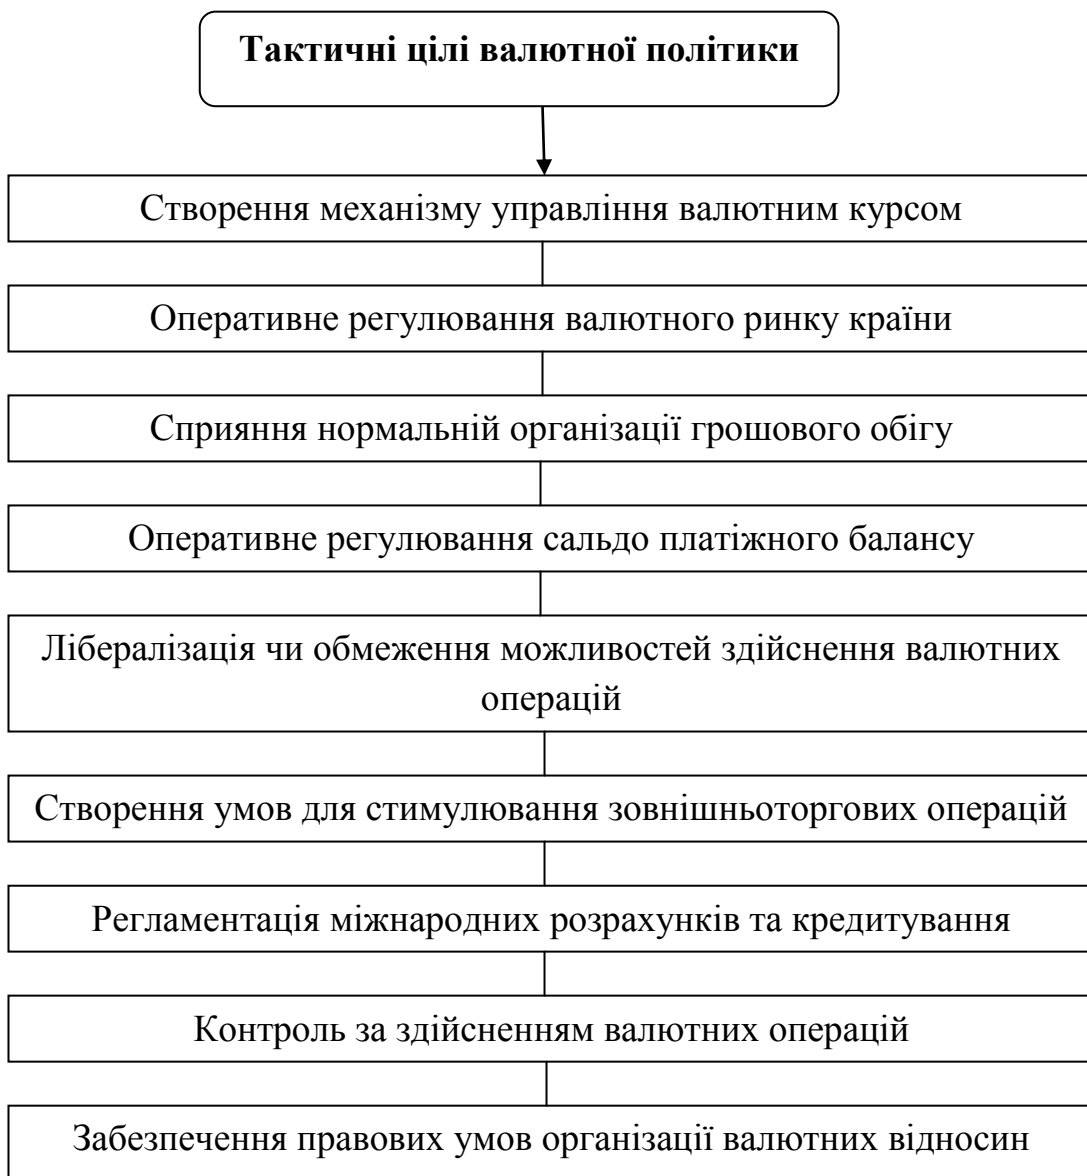 Тактичні цілі валютної політики
Створення механізму управління валютним курсом
Оперативне регулювання валютного ринку країни
Сприяння нормальній організації грошового обігу
Оперативне регулювання сальдо платіжного балансу
Лібералізація чи обмеження можливостей здійснення валютних
операцій
Створення умов для стимулювання зовнішньоторгових операцій
Регламентація міжнародних розрахунків та кредитування
Контроль за здійсненням валютних операцій
Забезпечення правових умов організації валютних відносин